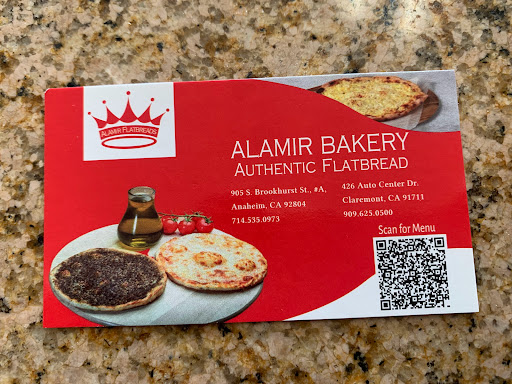 ALAMIR FLATBREADS
ALAMIR BAKERY
AUTHENTIC FLATBREAD
905 S. Brookhurst St., #A,
Anaheim, CA 92804
714.535.0973
426 Auto Center Dr.
Claremont, CA 91711
909.625.0500
Scan for Menu